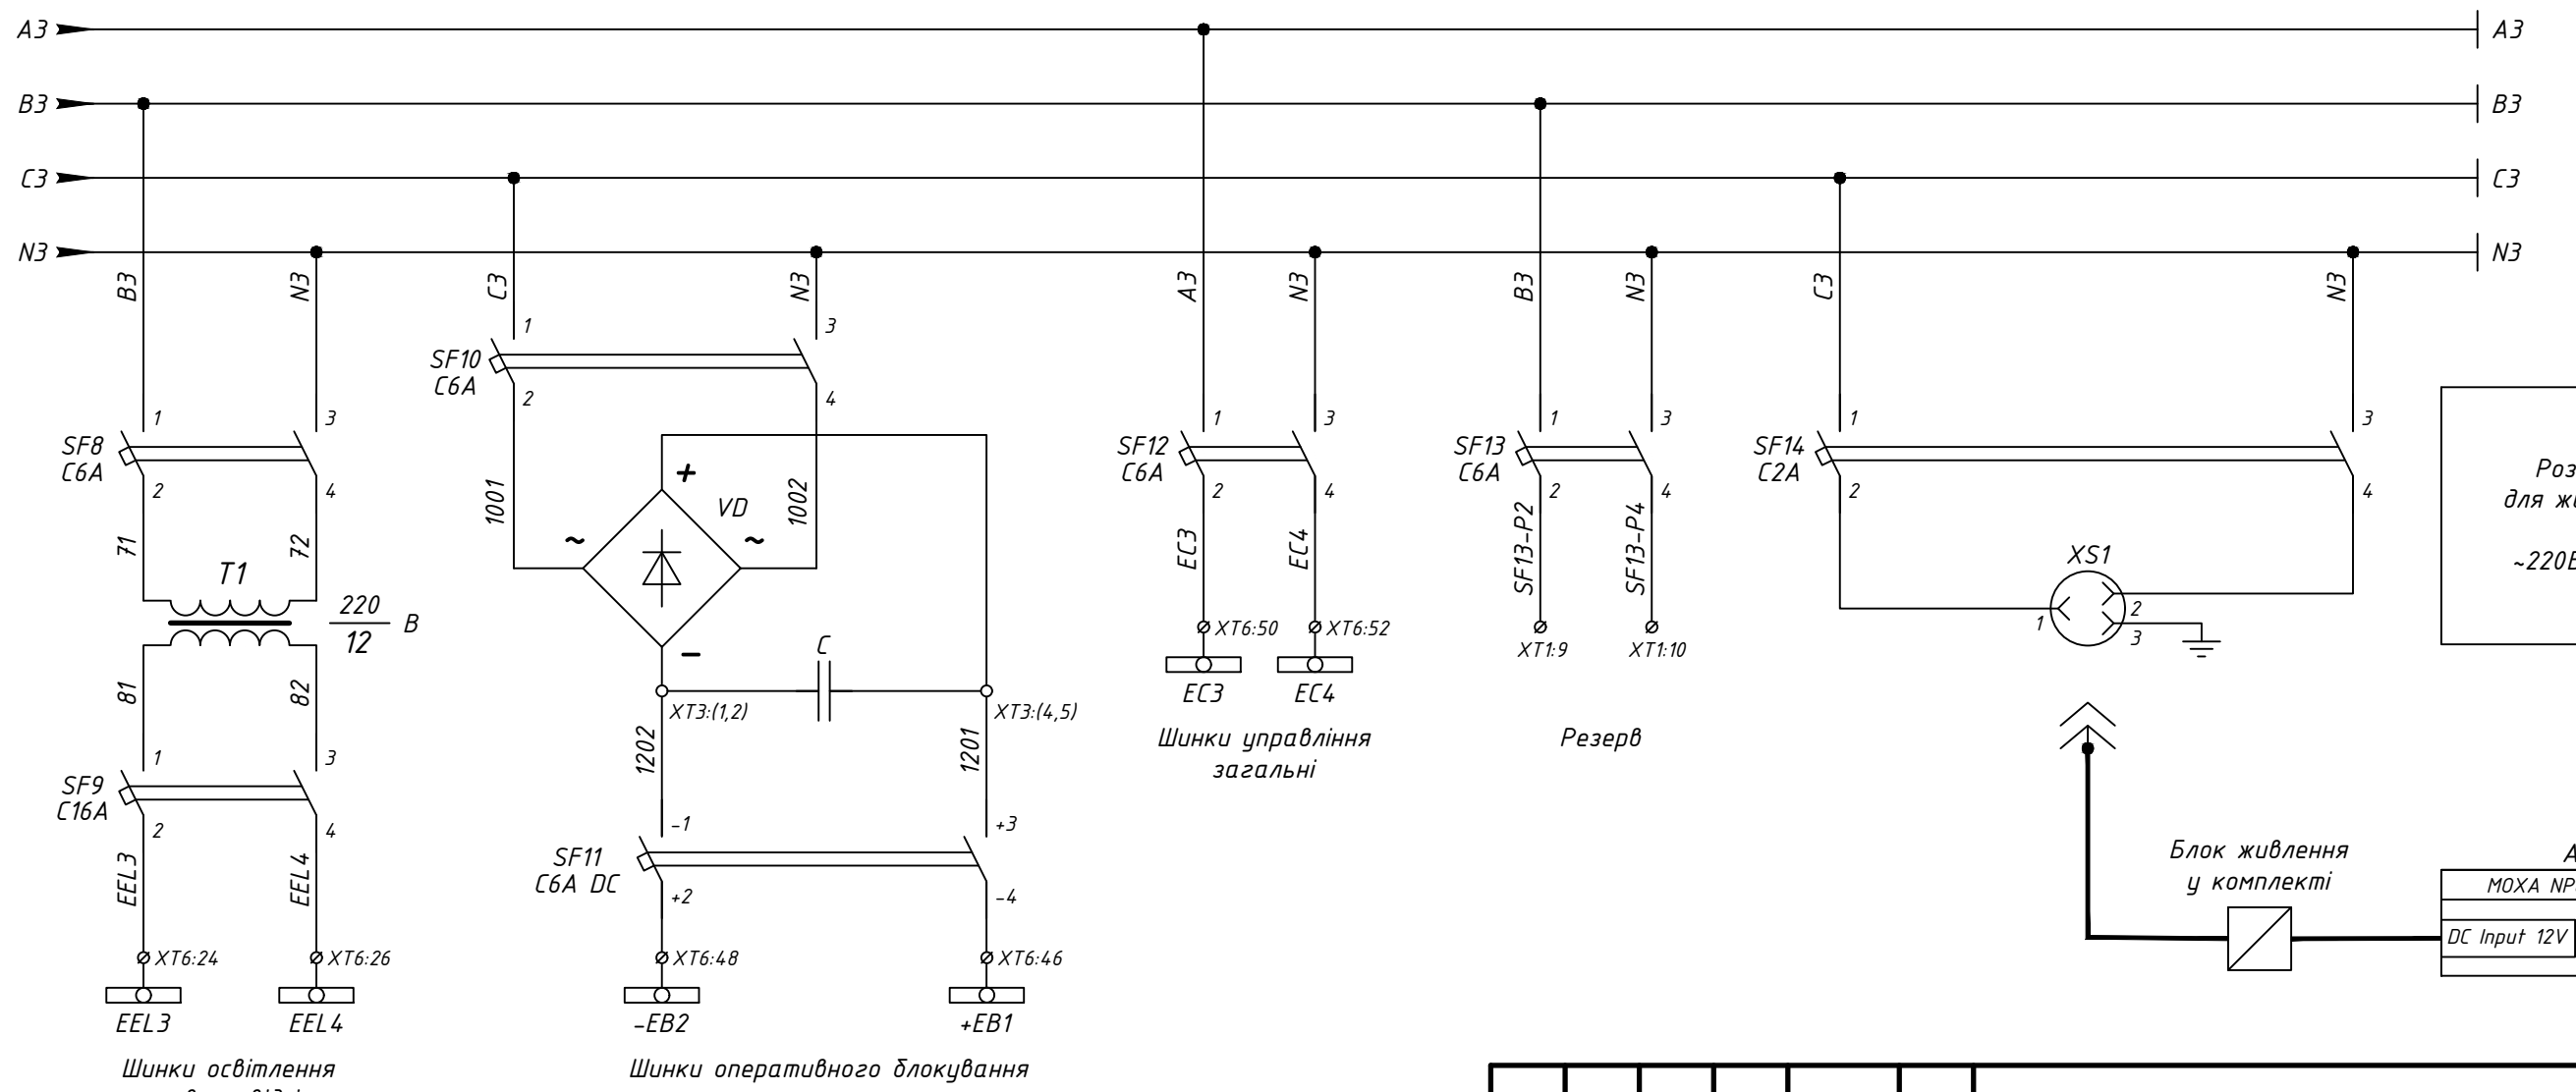 A3
A3
B3
B3
C3
C3
N3
N3
B3
N3
C3
N3
A3
N3
B3
N3
C3
N3
1
3
SF10
C6A
2
4
1
3
SF8
C6A
2
4
1
3
SF12
C6A
2
4
1
3
SF13
C6A
2
4
1
3
SF14
C2A
2
4
для
~220В
+
VD
~
~
1001
1002
71
72
T1
220
12
В
EC3
EC4
SF13-P2
SF13-P4
XS1
1
2
3
XT6:50
XT6:52
XT1:9
XT1:10
–
C
XT3:(1,2)
XT3:(4,5)
EC3
EC4
Шинки управління
загальні
Резерв
81
82
1202
1201
1
3
SF9
C16A
2
4
-1
+3
SF11
C6A DC
+2
-4
EEL3
EEL4
Блок живлення
у комплекті
A
MOXA
DC Input 12V
XT6:24
XT6:26
XT6:48
XT6:46
EEL3
EEL4
-EB2
+EB1
Шинки освітлення
Шинки оперативного блокування